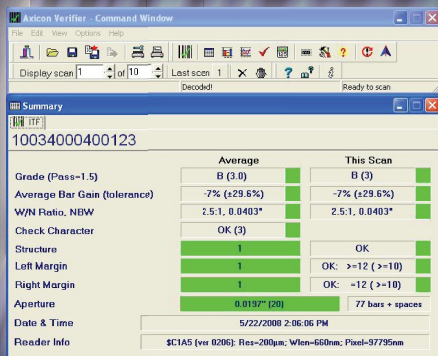 Axicon Verifier - Command Window
File Edit View Options Help
Display scan 1 of 10 Last scan 1
Decoded! Ready to scan
Summary
ITF
10034000400123
Average This Scan
Grade (Pass=1.5) B (3.0) B (3)
Average Bar Gain (tolerance) -7% (±29.6%) -7% (±29.6%)
W/N Ratio, NBW 2.5:1, 0.0403" 2.5:1, 0.0403"
Check Character OK (3)
Structure 1 OK
Left Margin 1 OK: >=12 ( >=10)
Right Margin 1 OK: =12 ( >=10)
Aperture 0.0197" (20) 77 bars + spaces
Date & Time 5/22/2008 2:06:06 PM
Reader Info $C1A5 (ver 0206): Res=200µm; Wlen=660nm; Pixel=97795nm